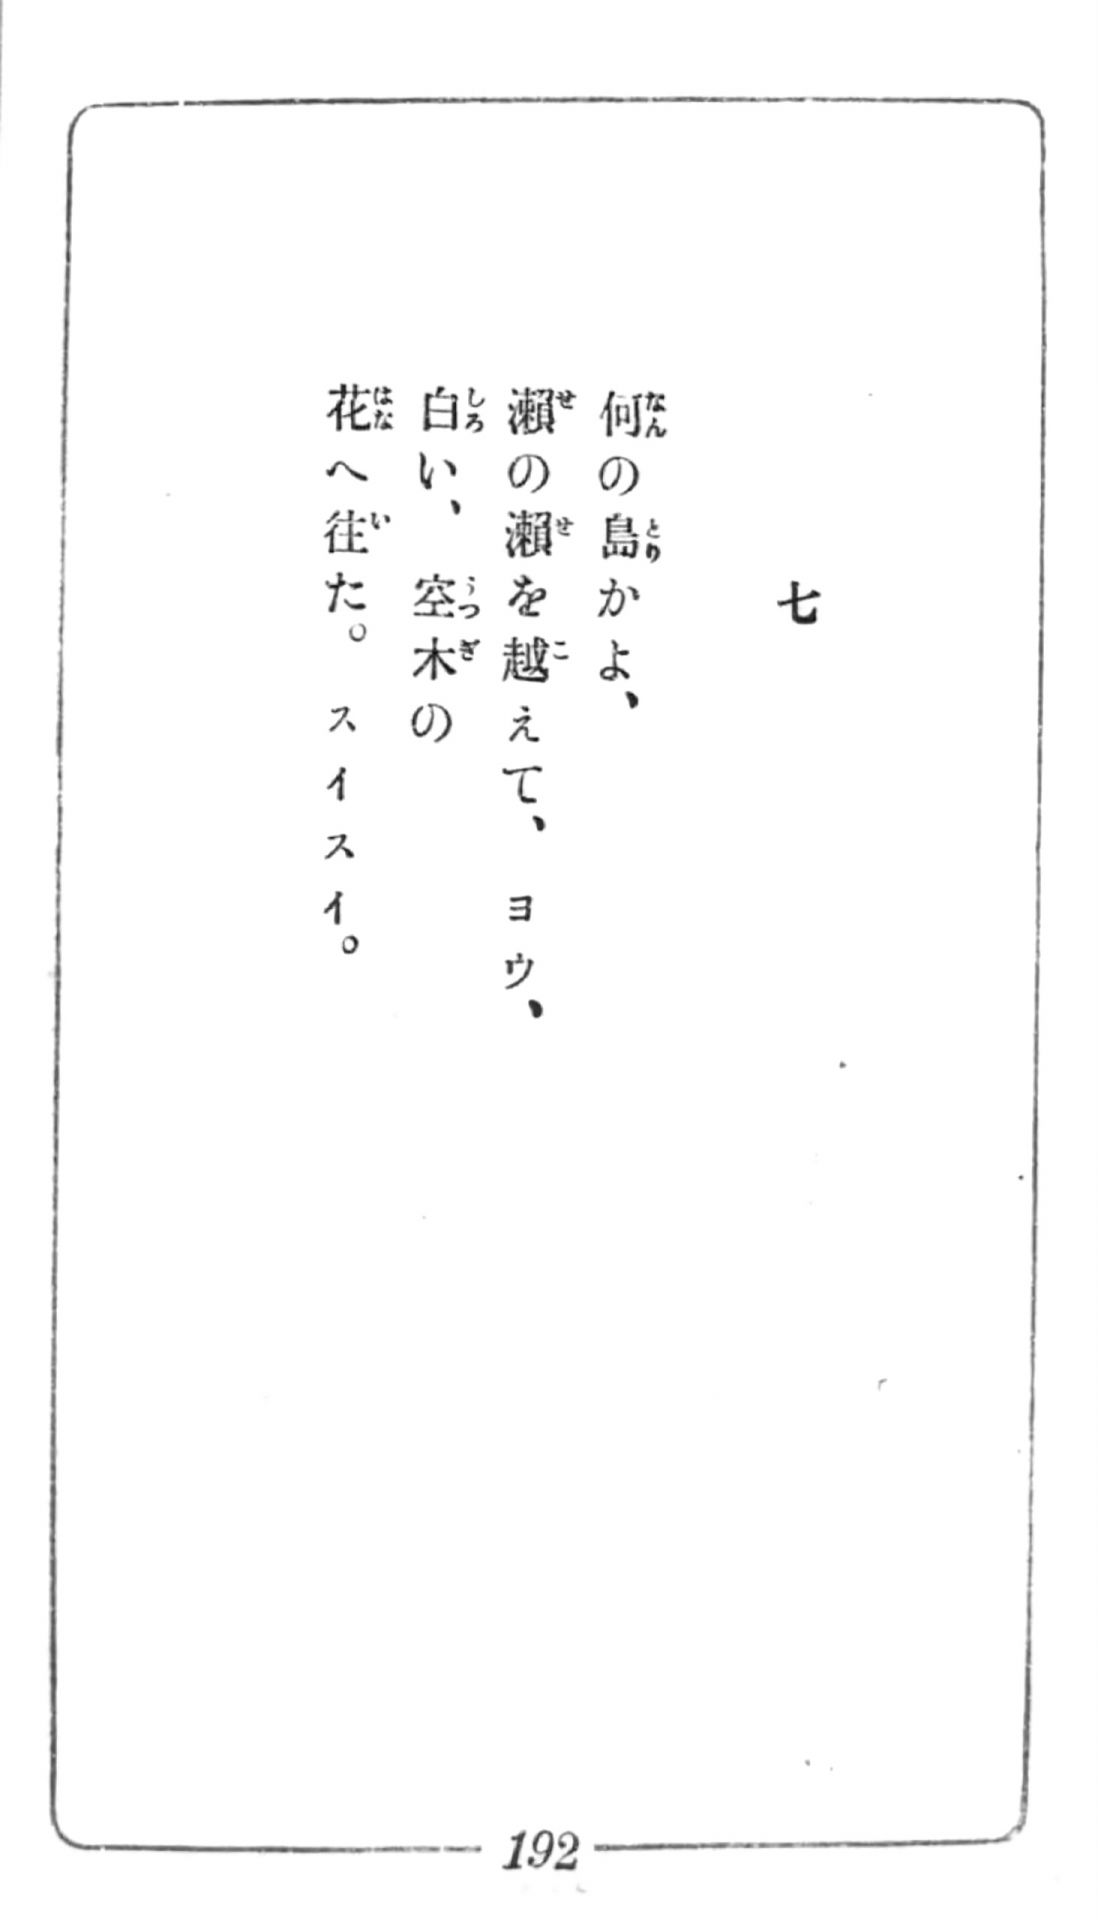 七
何の島かよ、
瀬の瀬を越えて、 ヨウ、
白い、 空木の
花へ往た。 スイスイ。
なん
とり
せ
せ
こ
しろ
うつぎ
はな
い
192